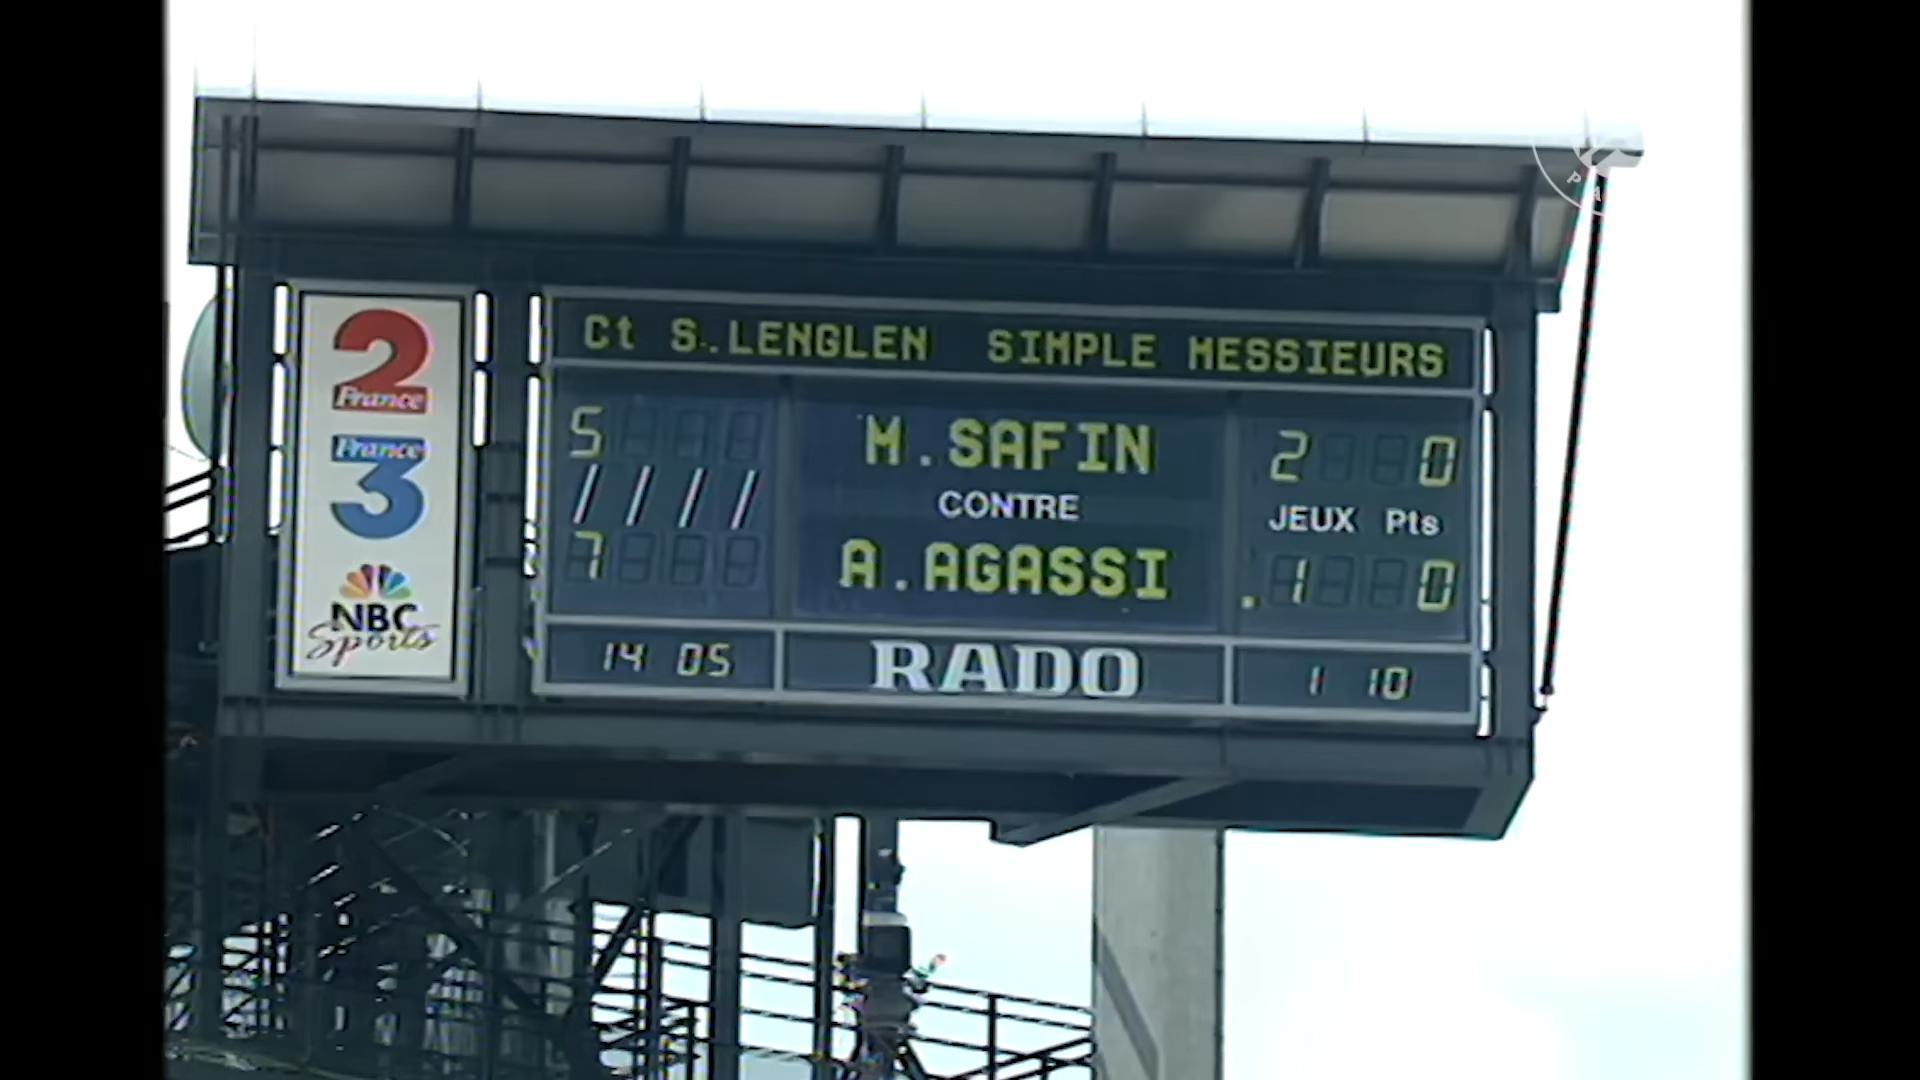 Ct S.LENGLEN SIMPLE MESSIEURS
2
France
France
3
NBC
Sports
5 M.SAFIN 2 0
/ / / / CONTRE JEUX Pts
7 A.AGASSI . 1 0
14 05 RADO 1 10